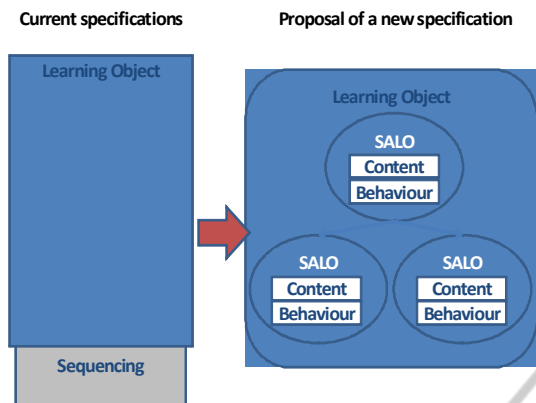 Current specifications
Proposal of a new specification
Learning Object
Sequencing
Learning Object
SALO
Content
Behaviour
SALO
Content
Behaviour
SALO
Content
Behaviour